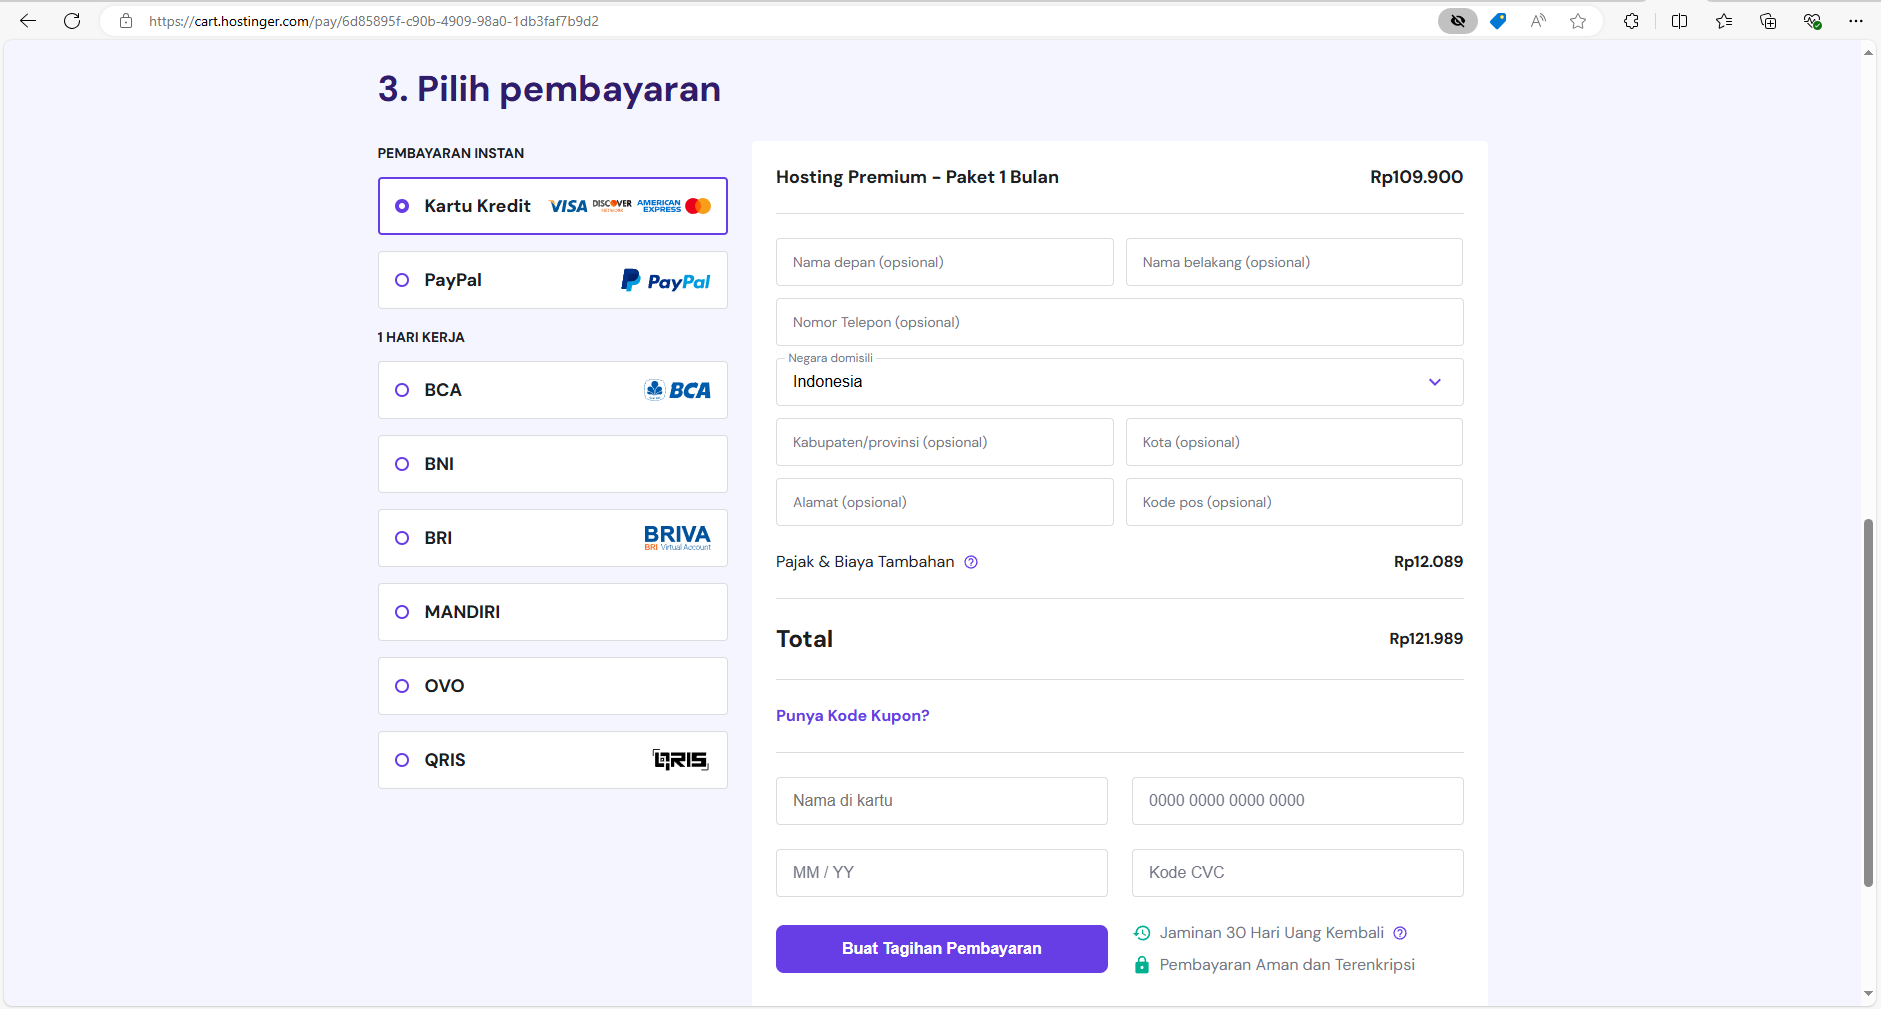 https://cart.hostinger.com/pay/6d85895f-c90b-4909-98a0-1db3faf7b9d2
3. Pilih pembayaran
PEMBAYARAN INSTAN
Kartu Kredit VISA DISCOVER NETWORK AMERICAN EXPRESS
PayPal PayPal
1 HARI KERJA
BCA BCA
BNI
BRI BRIVA
BRI Virtual Account
MANDIRI
OVO
QRIS QRIS
Hosting Premium - Paket 1 Bulan Rp109.900
Nama depan (opsional) Nama belakang (opsional)
Nomor Telepon (opsional)
Negara domisili
Indonesia
Kabupaten/provinsi (opsional) Kota (opsional)
Alamat (opsional) Kode pos (opsional)
Pajak & Biaya Tambahan Rp12.089
Total Rp121.989
Punya Kode Kupon?
Nama di kartu 0000 0000 0000 0000
MM / YY Kode CVC
Buat Tagihan Pembayaran
Jaminan 30 Hari Uang Kembali
Pembayaran Aman dan Terenkripsi